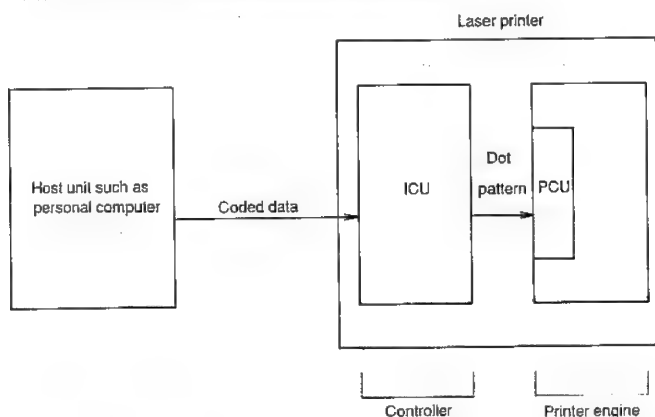 Laser printer
Host unit such as
personal computer
Coded data
ICU
Dot
pattern
PCU
Controller
Printer engine